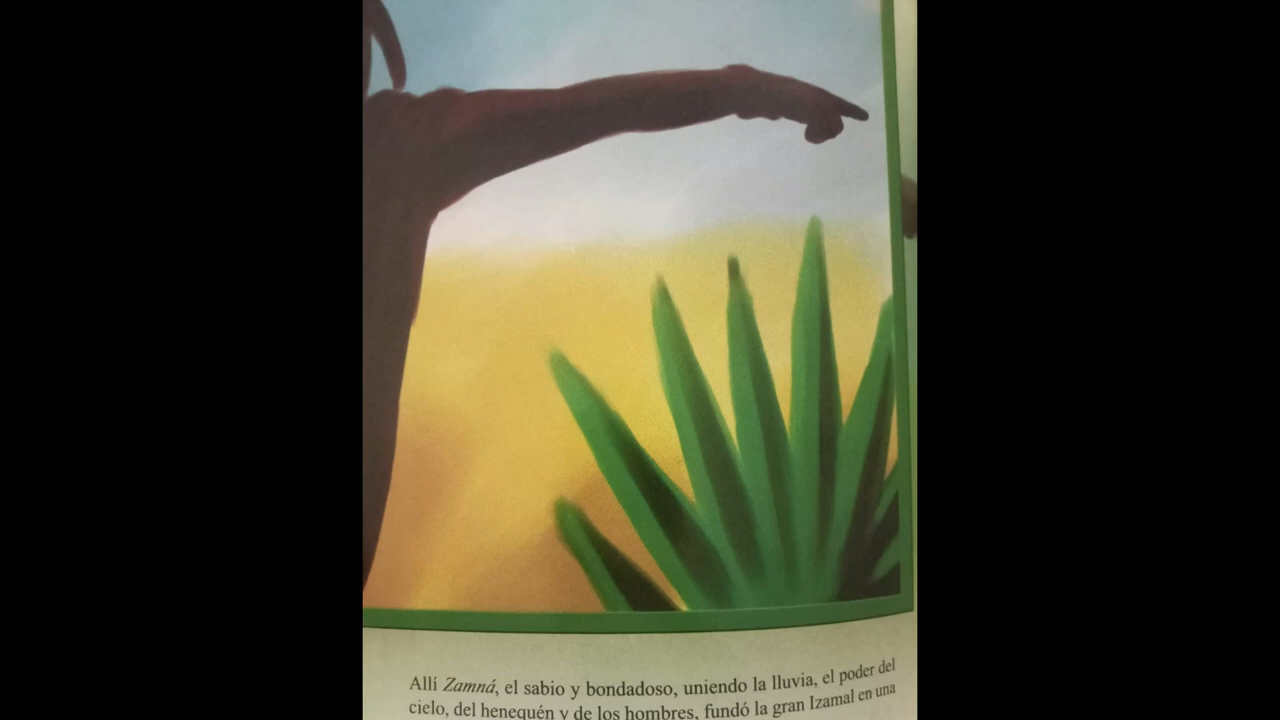 Allí Zamná, el sabio y bondadoso, uniendo la lluvia, el poder del
cielo, del henequén y de los hombres, fundó la gran Izamal en una